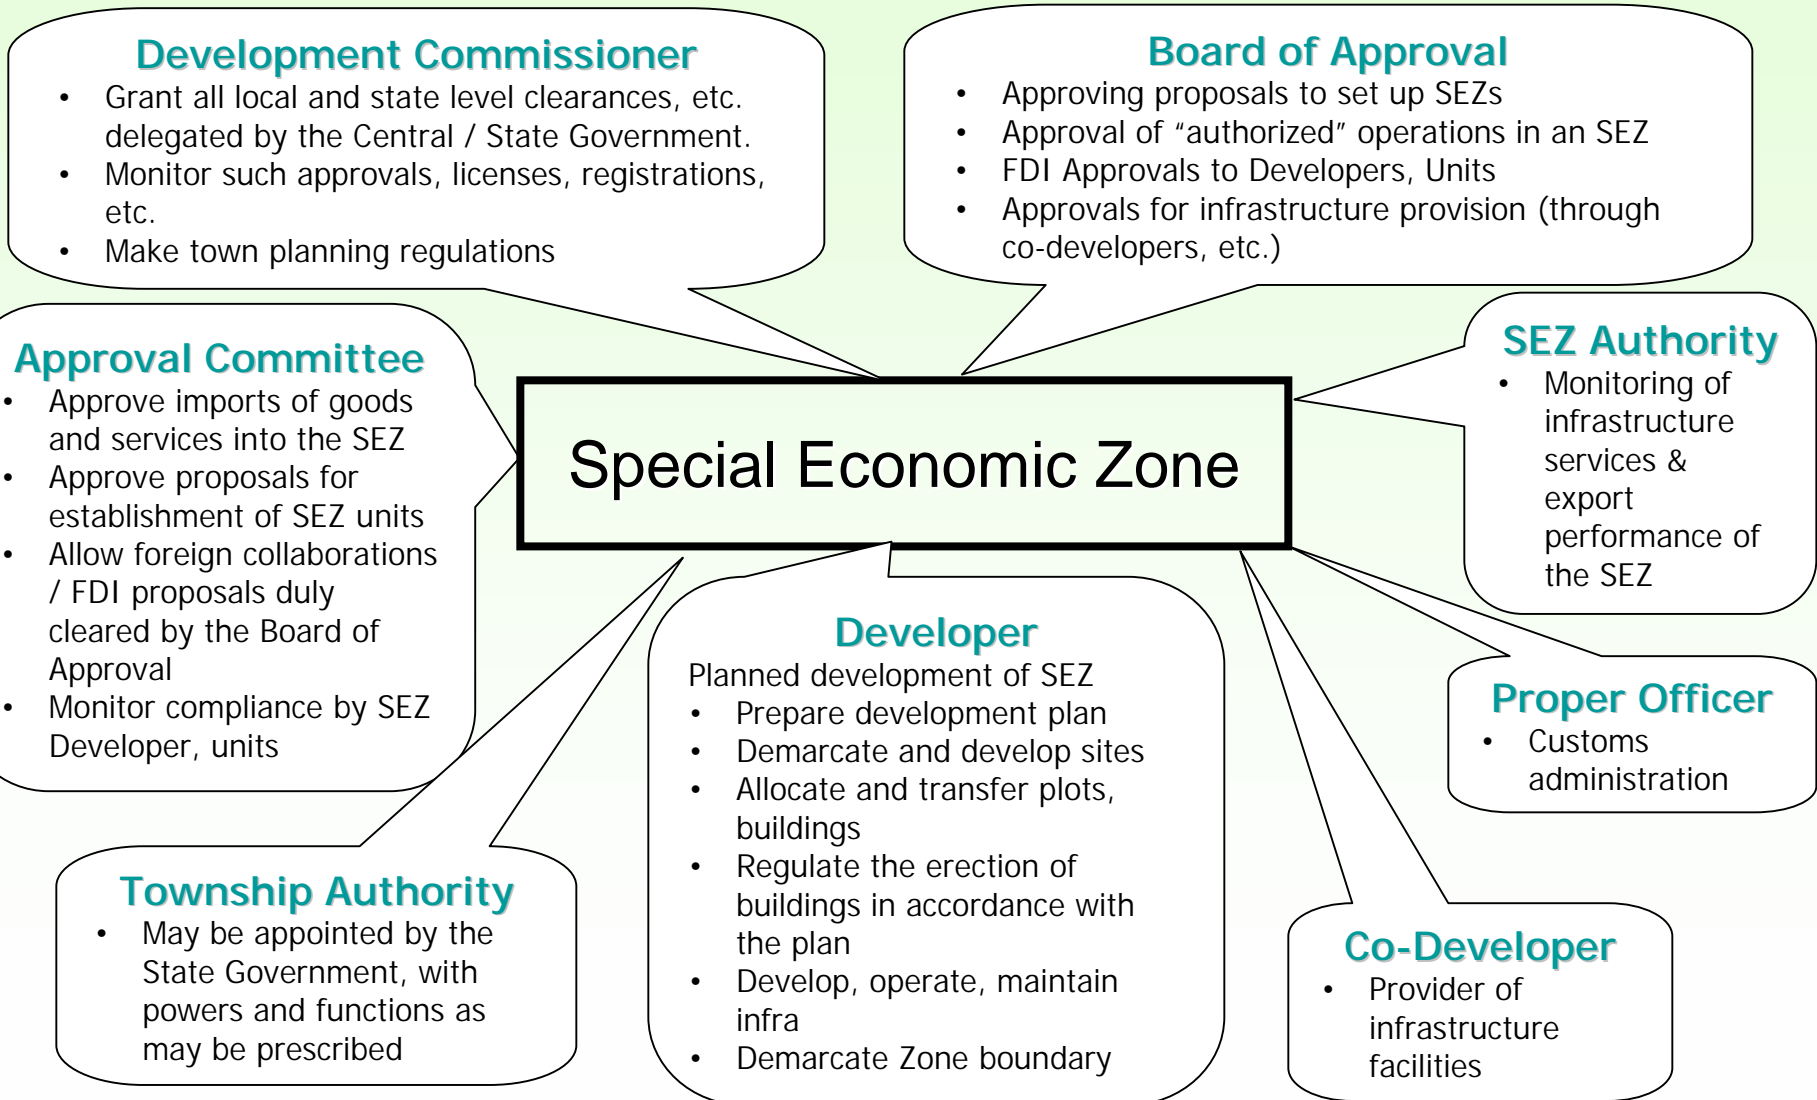 Development Commissioner
• Grant all local and state level clearances, etc.
delegated by the Central / State Government.
• Monitor such approvals, licenses, registrations,
etc.
• Make town planning regulations
Board of Approval
• Approving proposals to set up SEZs
• Approval of “authorized” operations in an SEZ
• FDI Approvals to Developers, Units
• Approvals for infrastructure provision (through
co-developers, etc.)
Approval Committee
• Approve imports of goods
and services into the SEZ
• Approve proposals for
establishment of SEZ units
• Allow foreign collaborations
/ FDI proposals duly
cleared by the Board of
Approval
• Monitor compliance by SEZ
Developer, units
Special Economic Zone
SEZ Authority
• Monitoring of
infrastructure
services &
export
performance of
the SEZ
Developer
Planned development of SEZ
• Prepare development plan
• Demarcate and develop sites
• Allocate and transfer plots,
buildings
• Regulate the erection of
buildings in accordance with
the plan
• Develop, operate, maintain
infra
• Demarcate Zone boundary
Proper Officer
• Customs
administration
Township Authority
• May be appointed by the
State Government, with
powers and functions as
may be prescribed
Co-Developer
• Provider of
infrastructure
facilities